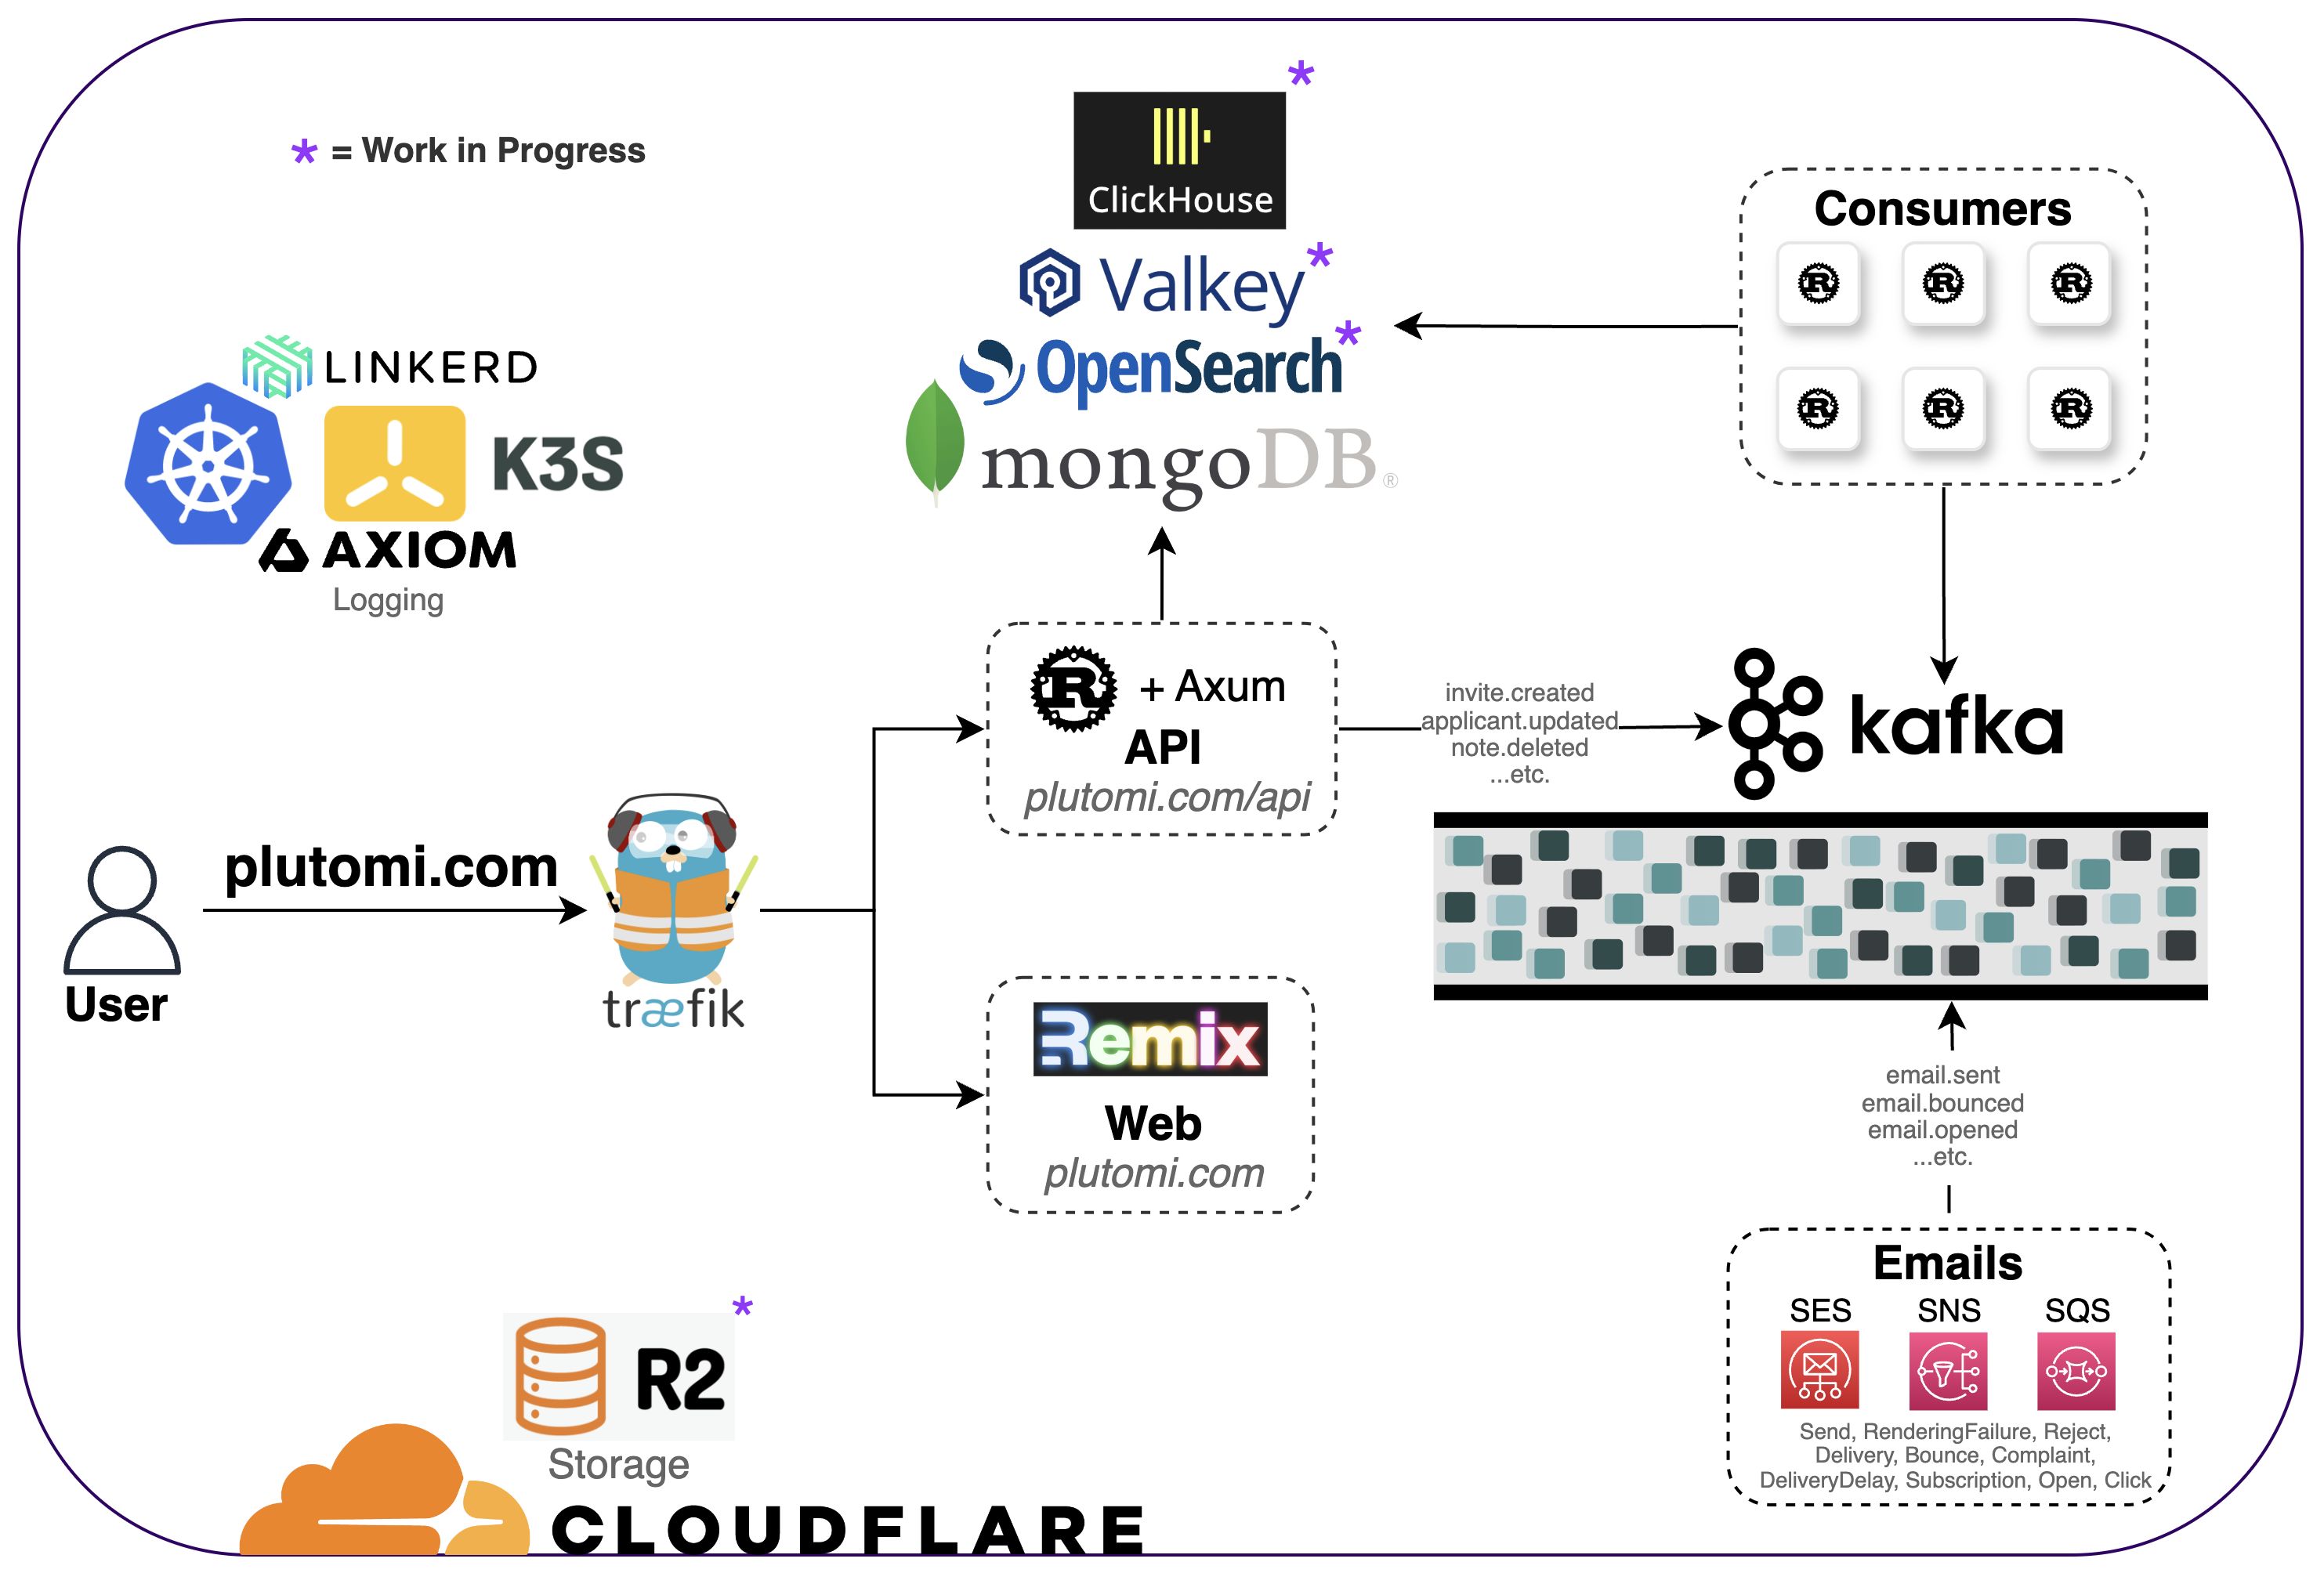 * = Work in Progress
*
ClickHouse
Valkey*
OpenSearch*
mongoDB®
Consumers
R R R
R R R
LINKERD
K3S
AXIOM
Logging
R + Axum
API
plutomi.com/api
invite.created
applicant.updated
note.deleted
...etc.
kafka
plutomi.com
User
træfik
Remix
Web
plutomi.com
email.sent
email.bounced
email.opened
...etc.
Emails
SES SNS SQS
Send, RenderingFailure, Reject,
Delivery, Bounce, Complaint,
DeliveryDelay, Subscription, Open, Click
*
R2
Storage
CLOUDFLARE